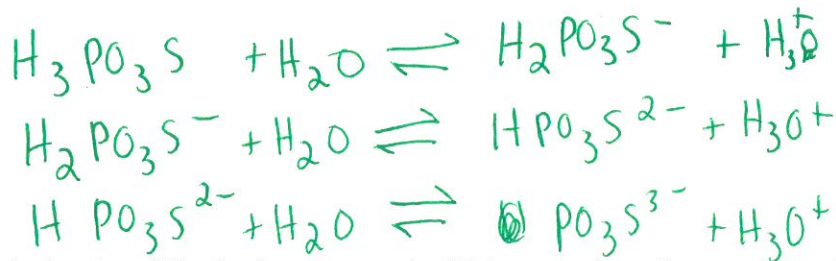 H₃PO₃S + H₂O ⇌ H₂PO₃S⁻ + H₃O⁺
H₂PO₃S⁻ + H₂O ⇌ HPO₃S²⁻ + H₃O⁺
HPO₃S²⁻ + H₂O ⇌ PO₃S³⁻ + H₃O⁺